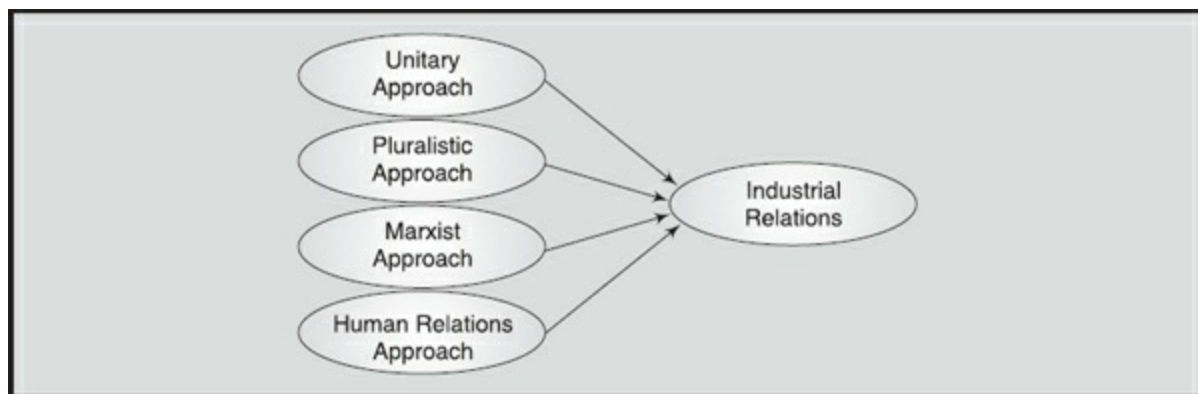 Unitary
Approach
Pluralistic
Approach
Marxist
Approach
Human Relations
Approach
Industrial
Relations